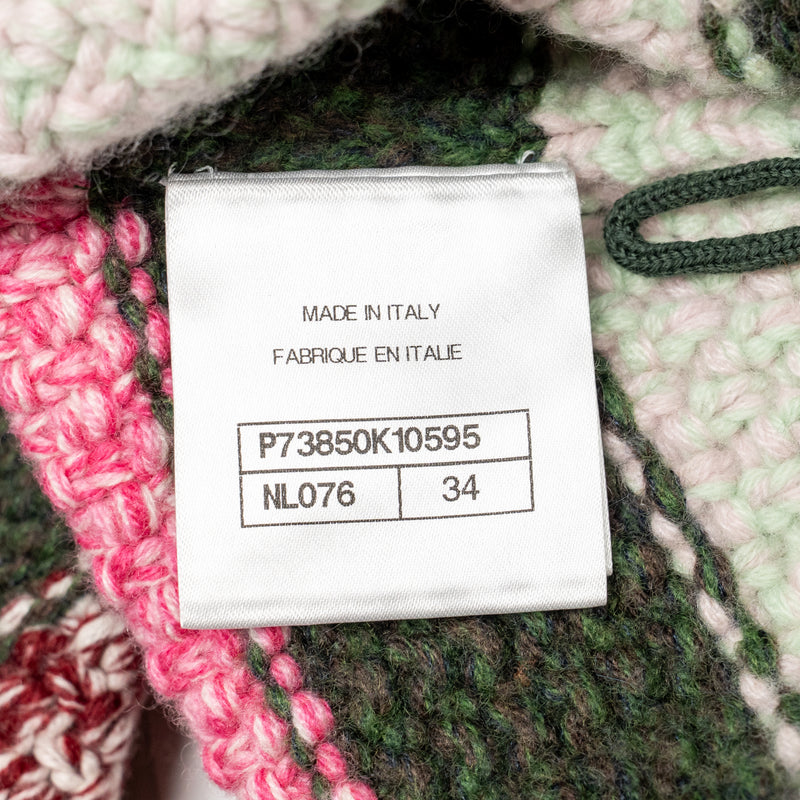 MADE IN ITALY
FABRIQUE EN ITALIE
P73850K10595
NL076 34